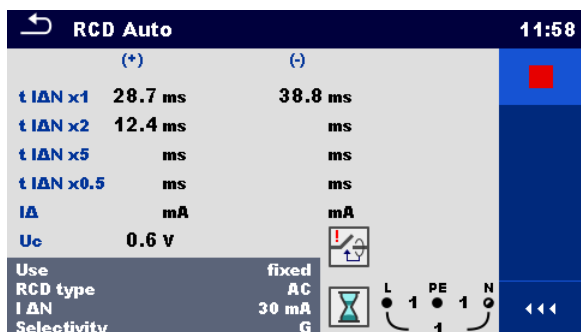 RCD Auto 11:58
(+) (-)
t IΔN x1 28.7 ms 38.8 ms
t IΔN x2 12.4 ms ms
t IΔN x5 ms ms
t IΔN x0.5 ms ms
IΔ mA mA
Uc 0.6 V
Use fixed
RCD type AC
I ΔN 30 mA
Selectivity G
L PE N
1 1
1